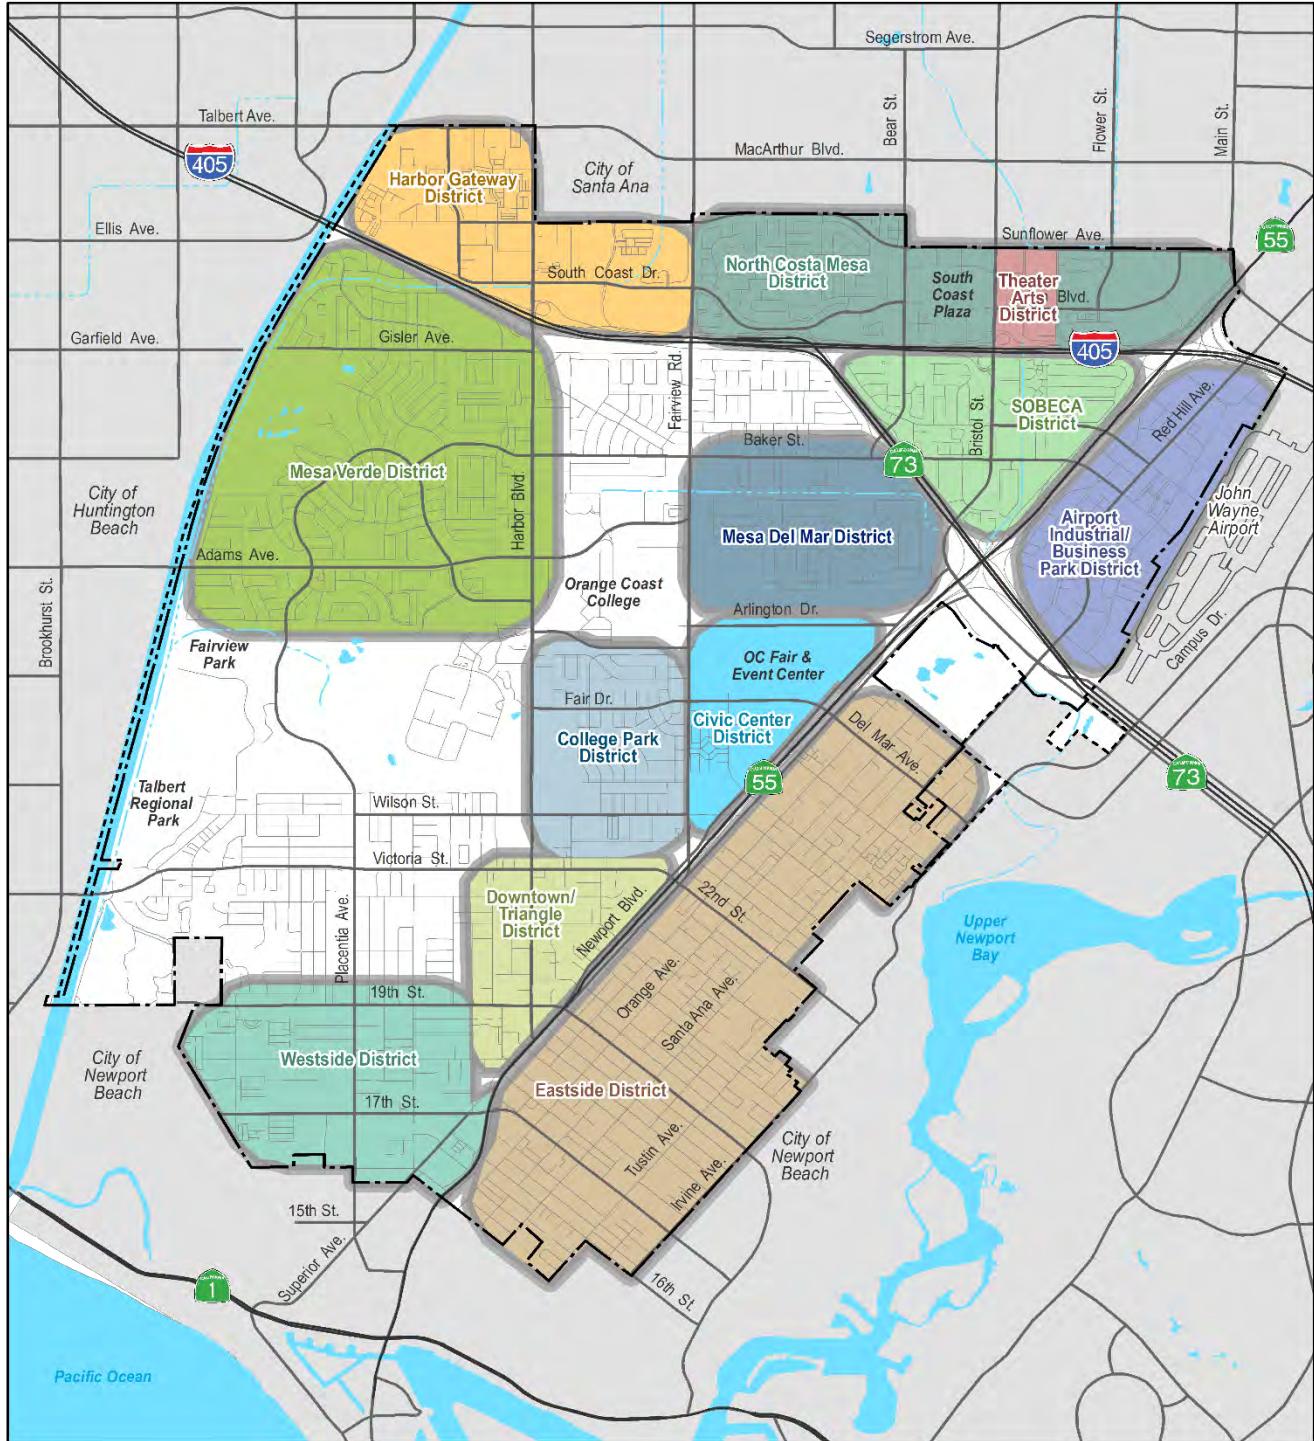 Segerstrom Ave.
Talbert Ave.
405
MacArthur Blvd.
Bear St.
Flower St.
Main St.
City of
Santa Ana
Harbor Gateway
District
Ellis Ave.
Sunflower Ave.
CALIFORNIA
55
South Coast Dr.
North Costa Mesa
District
South
Coast
Plaza
Theater
Arts
District
Blvd.
Garfield Ave.
Gisler Ave.
405
Fairview Rd.
SOBECA
District
Red Hill Ave.
Bristol St.
Baker St.
CALIFORNIA
73
Mesa Verde District
Harbor Blvd.
City of
Huntington
Beach
John
Wayne
Airport
Airport
Industrial/
Business
Park District
Mesa Del Mar District
Adams Ave.
Orange Coast
College
Arlington Dr.
Brookhurst St.
Fairview
Park
OC Fair &
Event Center
Campus Dr.
Fair Dr.
Civic Center
District
College Park
District
Del Mar Ave.
CALIFORNIA
55
CALIFORNIA
73
Talbert
Regional
Park
Wilson St.
Victoria St.
Downtown/
Triangle
District
Newport Blvd.
22nd St.
Upper
Newport
Bay
Placentia Ave.
Orange Ave.
Santa Ana Ave.
19th St.
City of
Newport
Beach
Westside District
Eastside District
17th St.
Tustin Ave.
Irvine Ave.
City of
Newport
Beach
15th St.
Superior Ave.
16th St.
CALIFORNIA
1
Pacific Ocean